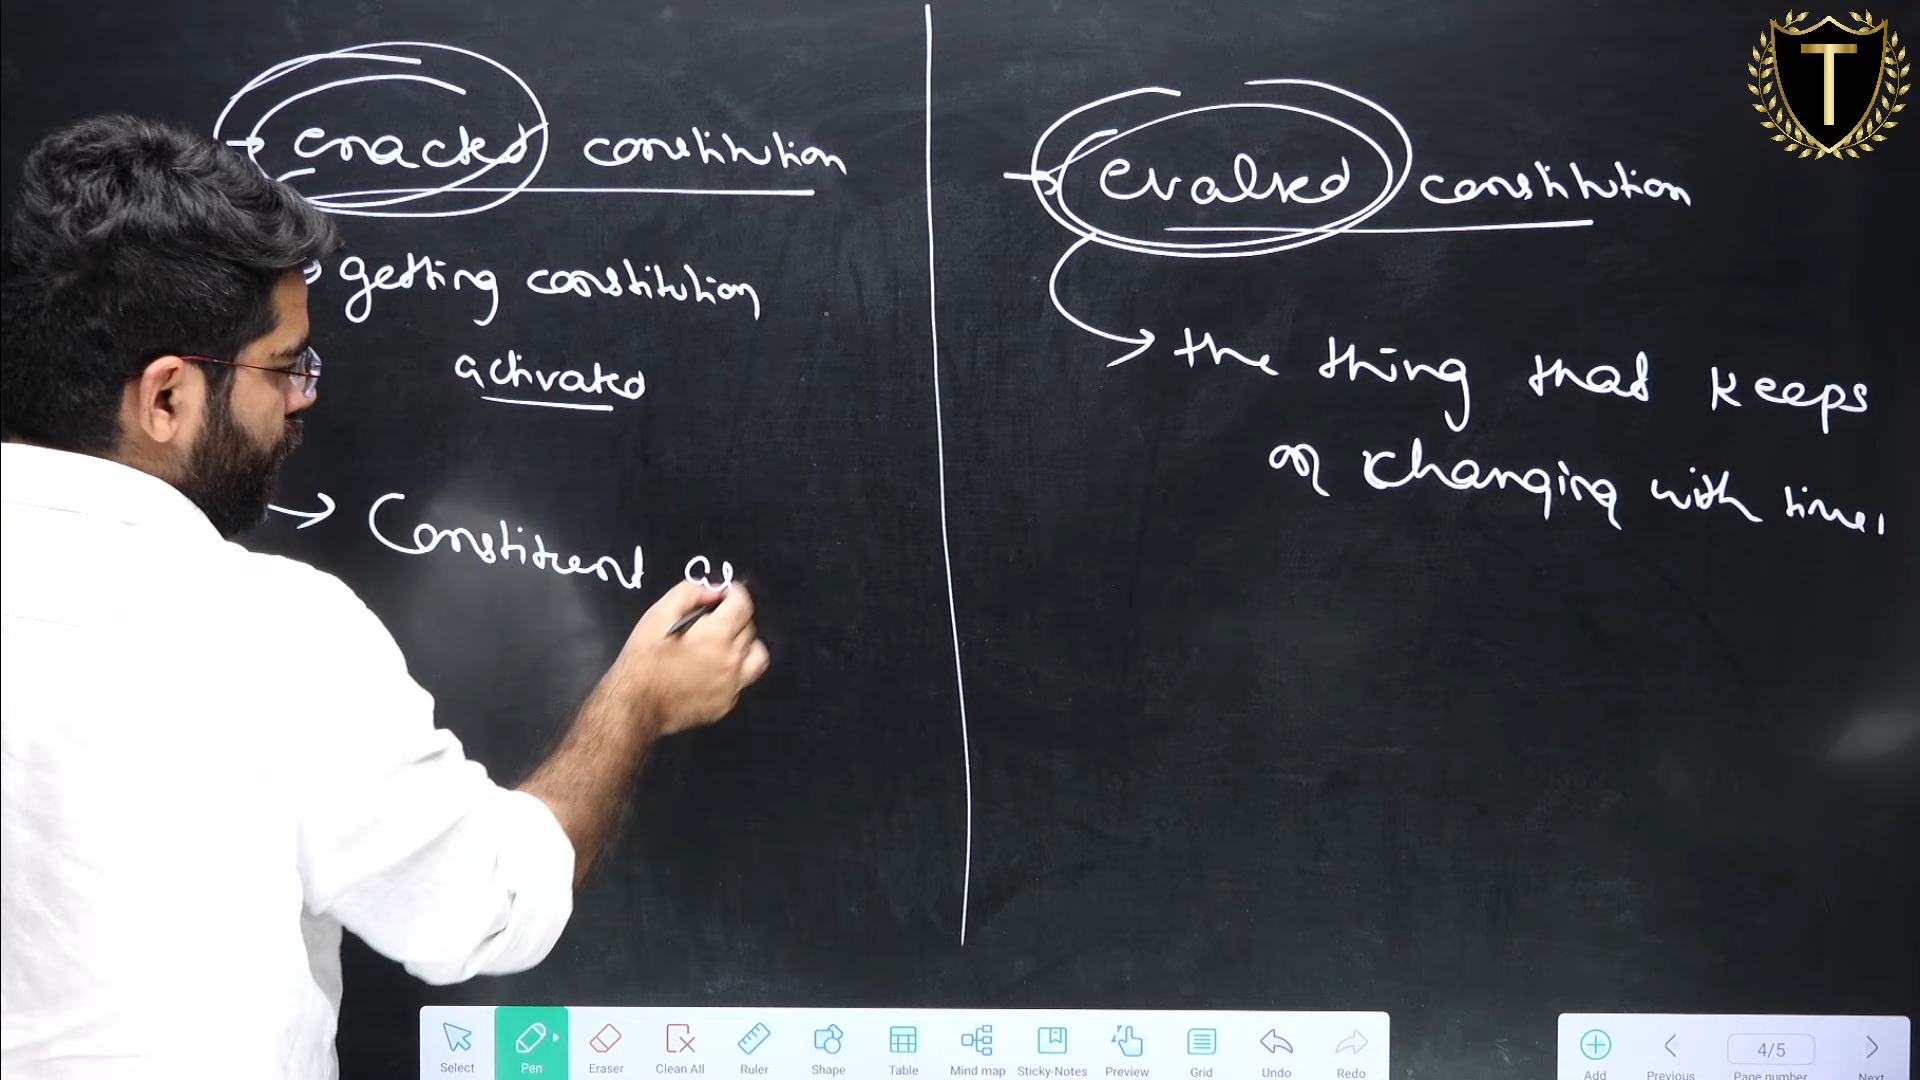 enacted constitution
getting constitution
activated
Constituent as
evolved constitution
the thing that keeps
on changing with time.
T
Select Pen Eraser Clean All Ruler Shape Table Mind map Sticky-Notes Preview Grid Undo Redo
4/5
Add Previous Page number Next